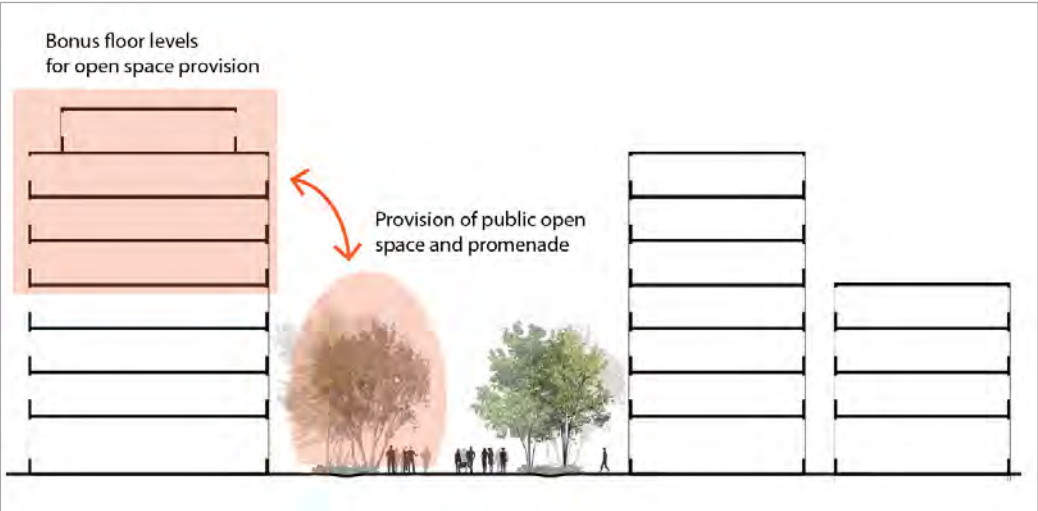 Bonus floor levels
for open space provision
Provision of public open
space and promenade